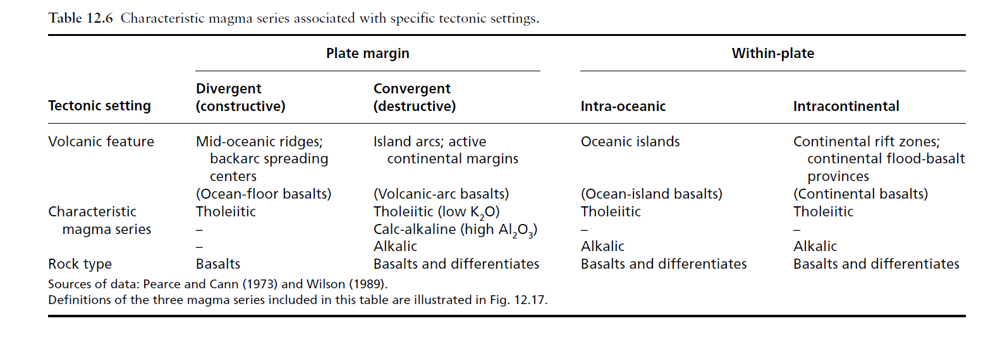 Table 12.6 Characteristic magma series associated with specific tectonic settings.
Plate margin Within-plate
Divergent Convergent
Tectonic setting (constructive) (destructive) Intra-oceanic Intracontinental
Volcanic feature Mid-oceanic ridges; Island arcs; active Oceanic islands Continental rift zones;
backarc spreading continental margins continental flood-basalt
centers provinces
(Ocean-floor basalts) (Volcanic-arc basalts) (Ocean-island basalts) (Continental basalts)
Characteristic Tholeiitic Tholeiitic (low K₂O) Tholeiitic Tholeiitic
magma series – Calc-alkaline (high Al₂O₃) – –
– Alkalic Alkalic Alkalic
Rock type Basalts Basalts and differentiates Basalts and differentiates Basalts and differentiates
Sources of data: Pearce and Cann (1973) and Wilson (1989).
Definitions of the three magma series included in this table are illustrated in Fig. 12.17.